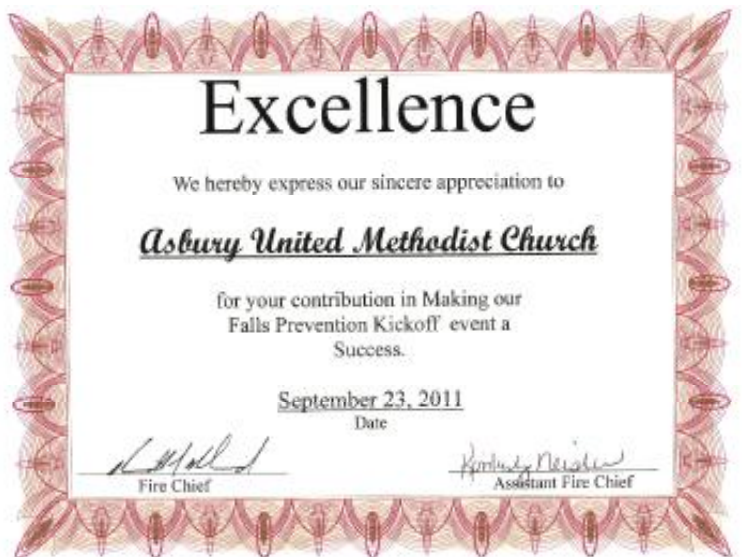 Excellence
We hereby express our sincere appreciation to
Asbury United Methodist Church
for your contribution in Making our
Falls Prevention Kickoff event a
Success.
September 23, 2011
Date
Fire Chief
Assistant Fire Chief